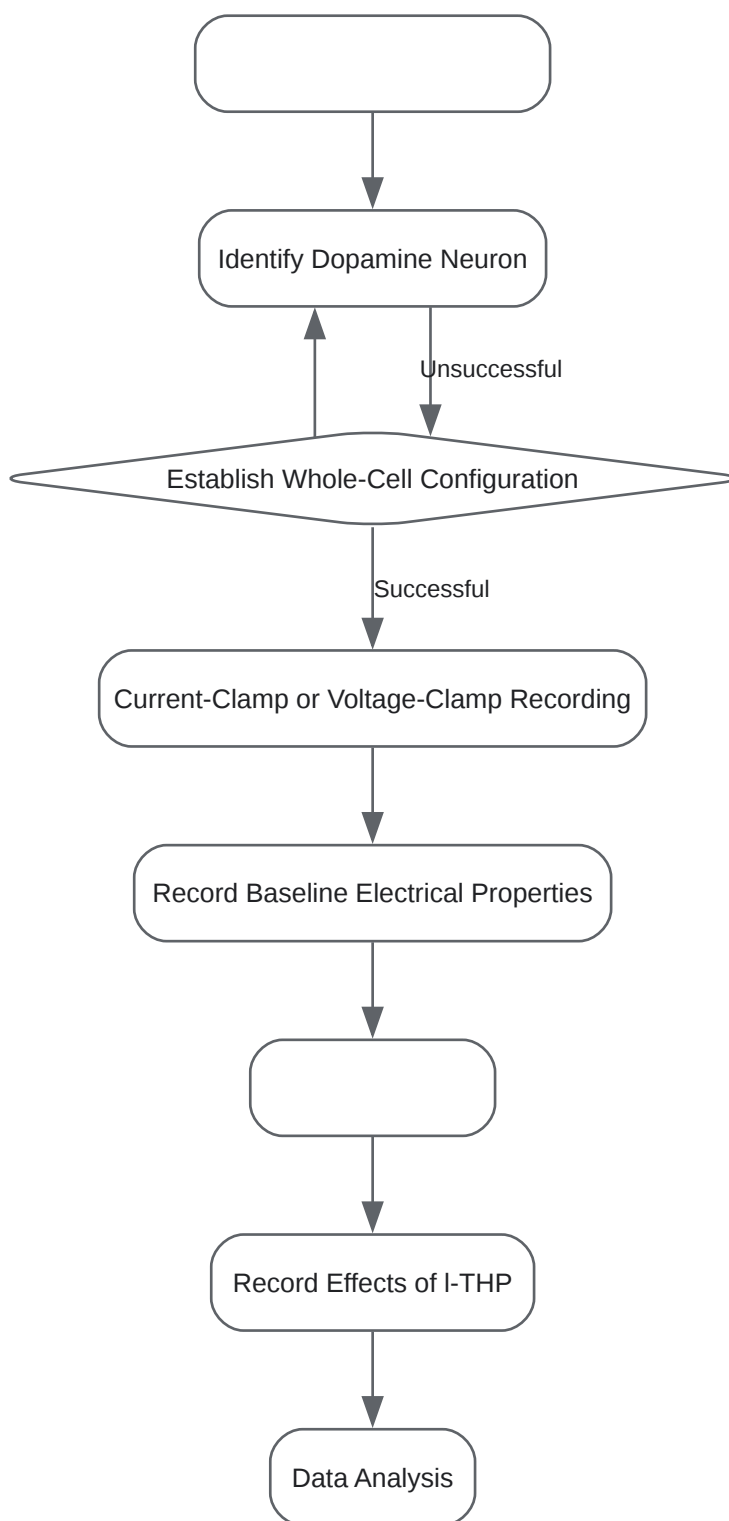 Identify Dopamine Neuron
Unsuccessful
Establish Whole-Cell Configuration
Successful
Current-Clamp or Voltage-Clamp Recording
Record Baseline Electrical Properties
Record Effects of l-THP
Data Analysis